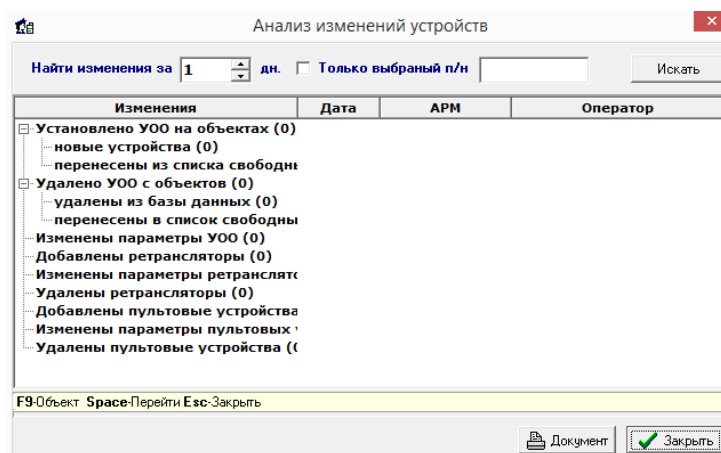 Анализ изменений устройств
Найти изменения за 1 дн. Только выбраный п/н Искать
Изменения Дата АРМ Оператор
Установлено УОО на объектах (0)
новые устройства (0)
перенесены из списка свободн
Удалено УОО с объектов (0)
удалены из базы данных (0)
перенесены в список свободны
Изменены параметры УОО (0)
Добавлены ретрансляторы (0)
Изменены параметры ретранслято
Удалены ретрансляторы (0)
Добавлены пультовые устройства
Изменены параметры пультовых
Удалены пультовые устройства (
F9-Объект Space-Перейти Esc-Закрыть
Документ Закрыть